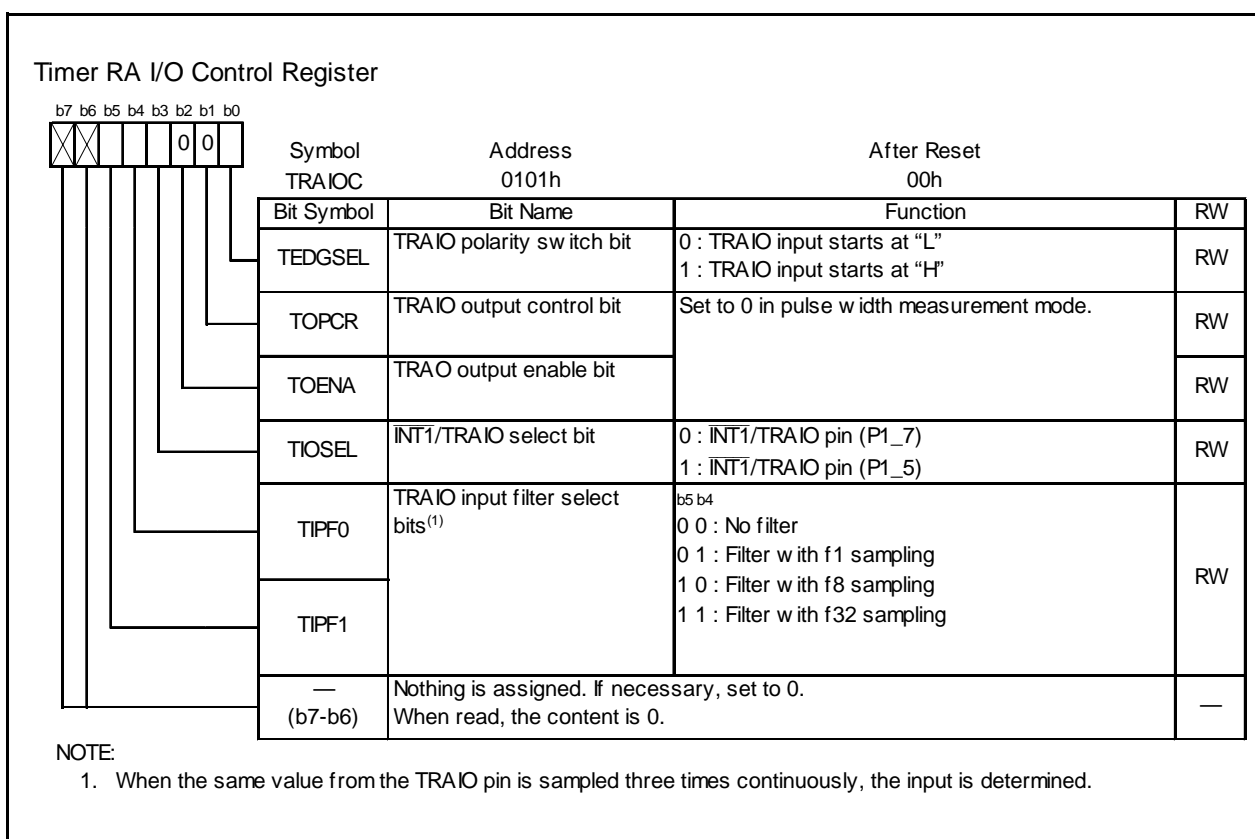 Timer RA I/O Control Register
b7 b6 b5 b4 b3 b2 b1 b0
0 0
Symbol Address After Reset
TRAIOC 0101h 00h
Bit Symbol Bit Name Function RW
TEDGSEL TRAIO polarity switch bit 0 : TRAIO input starts at “L” RW
1 : TRAIO input starts at “H”
TOPCR TRAIO output control bit Set to 0 in pulse width measurement mode. RW
TOENA TRAO output enable bit RW
TIOSEL INT1/TRAIO select bit 0 : INT1/TRAIO pin (P1_7) RW
1 : INT1/TRAIO pin (P1_5)
TIPF0 TRAIO input filter select b5 b4
bits(1) 0 0 : No filter
0 1 : Filter with f1 sampling
1 0 : Filter with f8 sampling RW
TIPF1 1 1 : Filter with f32 sampling
— Nothing is assigned. If necessary, set to 0. —
(b7-b6) When read, the content is 0.
NOTE:
1. When the same value from the TRAIO pin is sampled three times continuously, the input is determined.